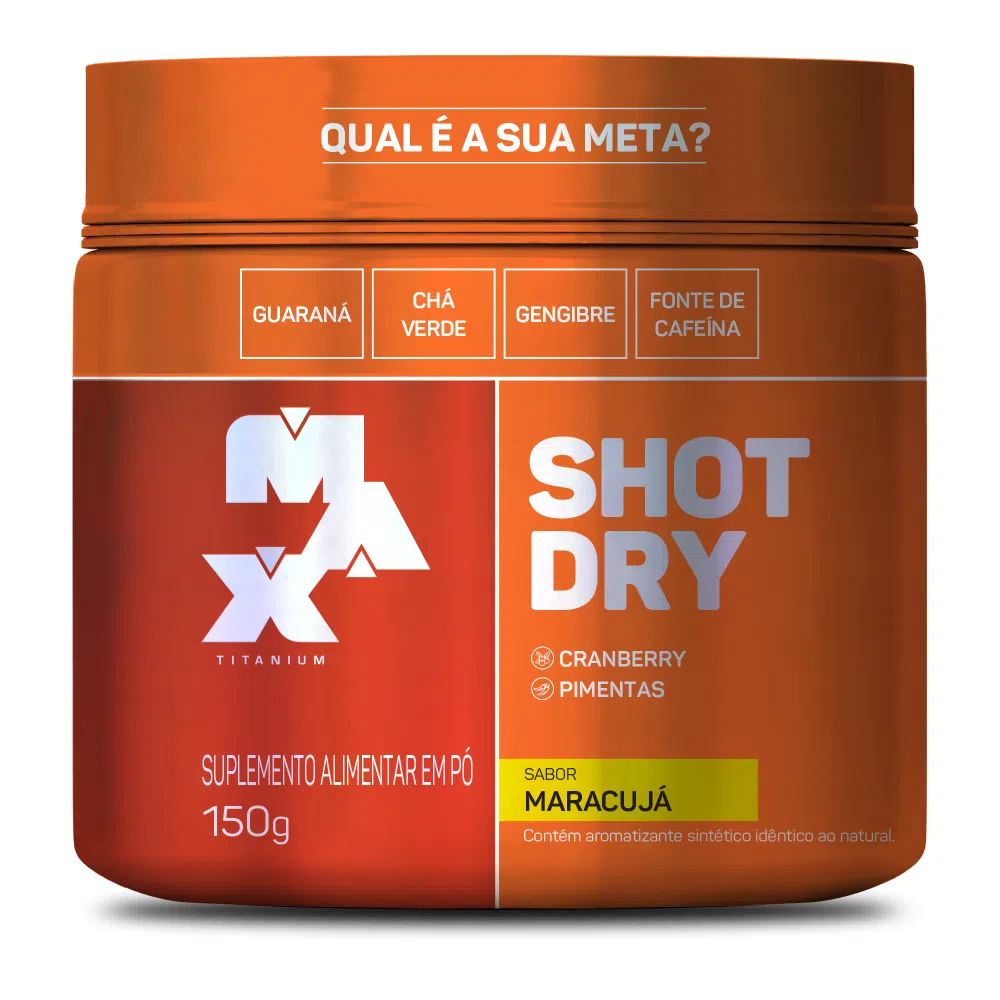 QUAL É A SUA META?
GUARANÁ
CHÁ
VERDE
GENGIBRE
FONTE DE
CAFEÍNA
MAX
TITANIUM
SUPLEMENTO ALIMENTAR EM PÓ
150g
SHOT
DRY
CRANBERRY
PIMENTAS
SABOR
MARACUJÁ
Contém aromatizante sintético idêntico ao natural.